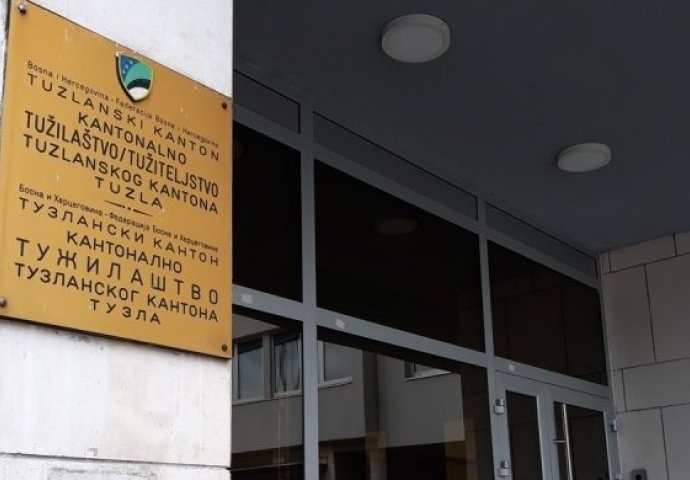 Bosna i Hercegovina - Federacija Bosne i Hercegovine
TUZLANSKI KANTON
KANTONALNO
TUŽILAŠTVO/TUŽITELJSTVO
TUZLANSKOG KANTONA
TUZLA
Босна и Херцеговина - Федерација Босне и Херцеговине
ТУЗЛАНСКИ КАНТОН
КАНТОНАЛНО
ТУЖИЛАШТВО
ТУЗЛАНСКОГ КАНТОНА
ТУЗЛА